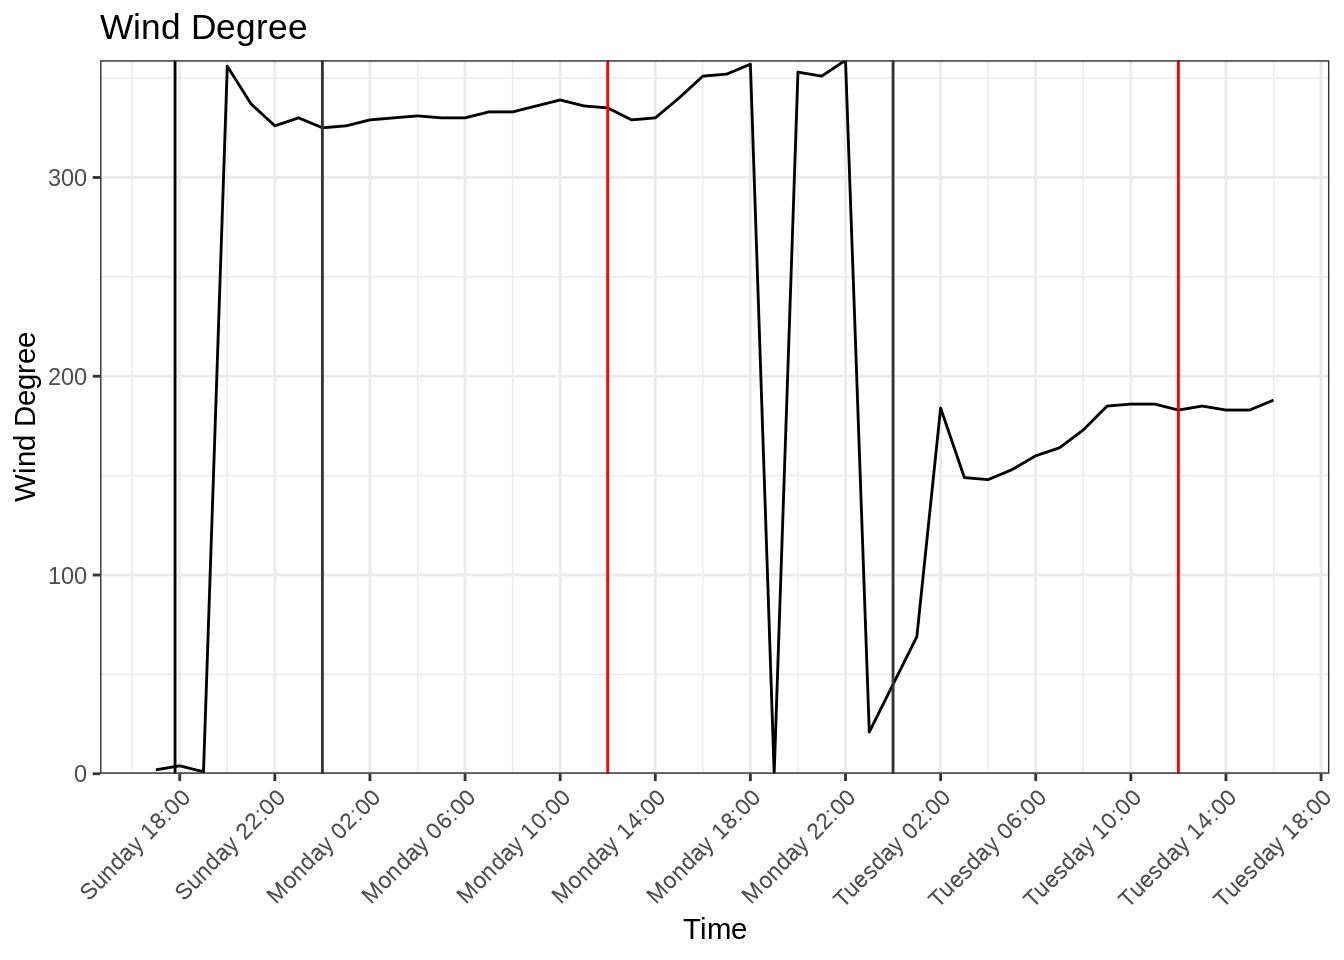 Wind Degree
Wind Degree
300
200
100
0
Sunday 18:00
Sunday 22:00
Monday 02:00
Monday 06:00
Monday 10:00
Monday 14:00
Monday 18:00
Monday 22:00
Tuesday 02:00
Tuesday 06:00
Tuesday 10:00
Tuesday 14:00
Tuesday 18:00
Time